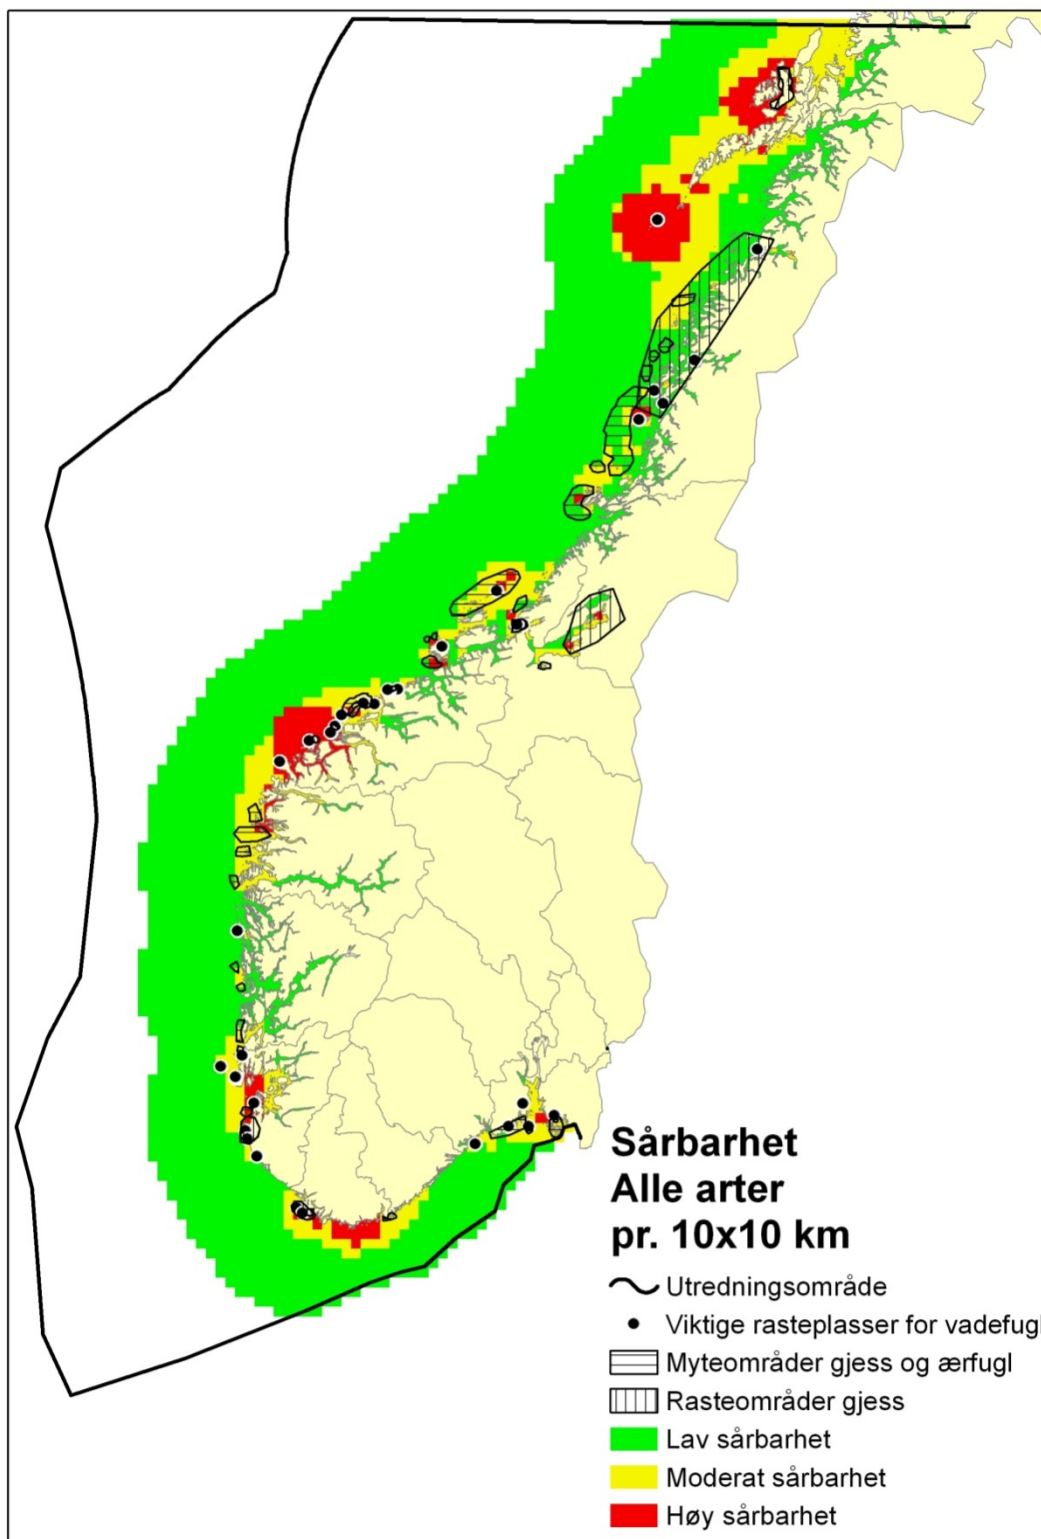 Sårbarhet
Alle arter
pr. 10x10 km
Utredningsområde
Viktige rasteplasser for vadefugl
Myteområder gjess og ærfugl
Rasteområder gjess
Lav sårbarhet
Moderat sårbarhet
Høy sårbarhet